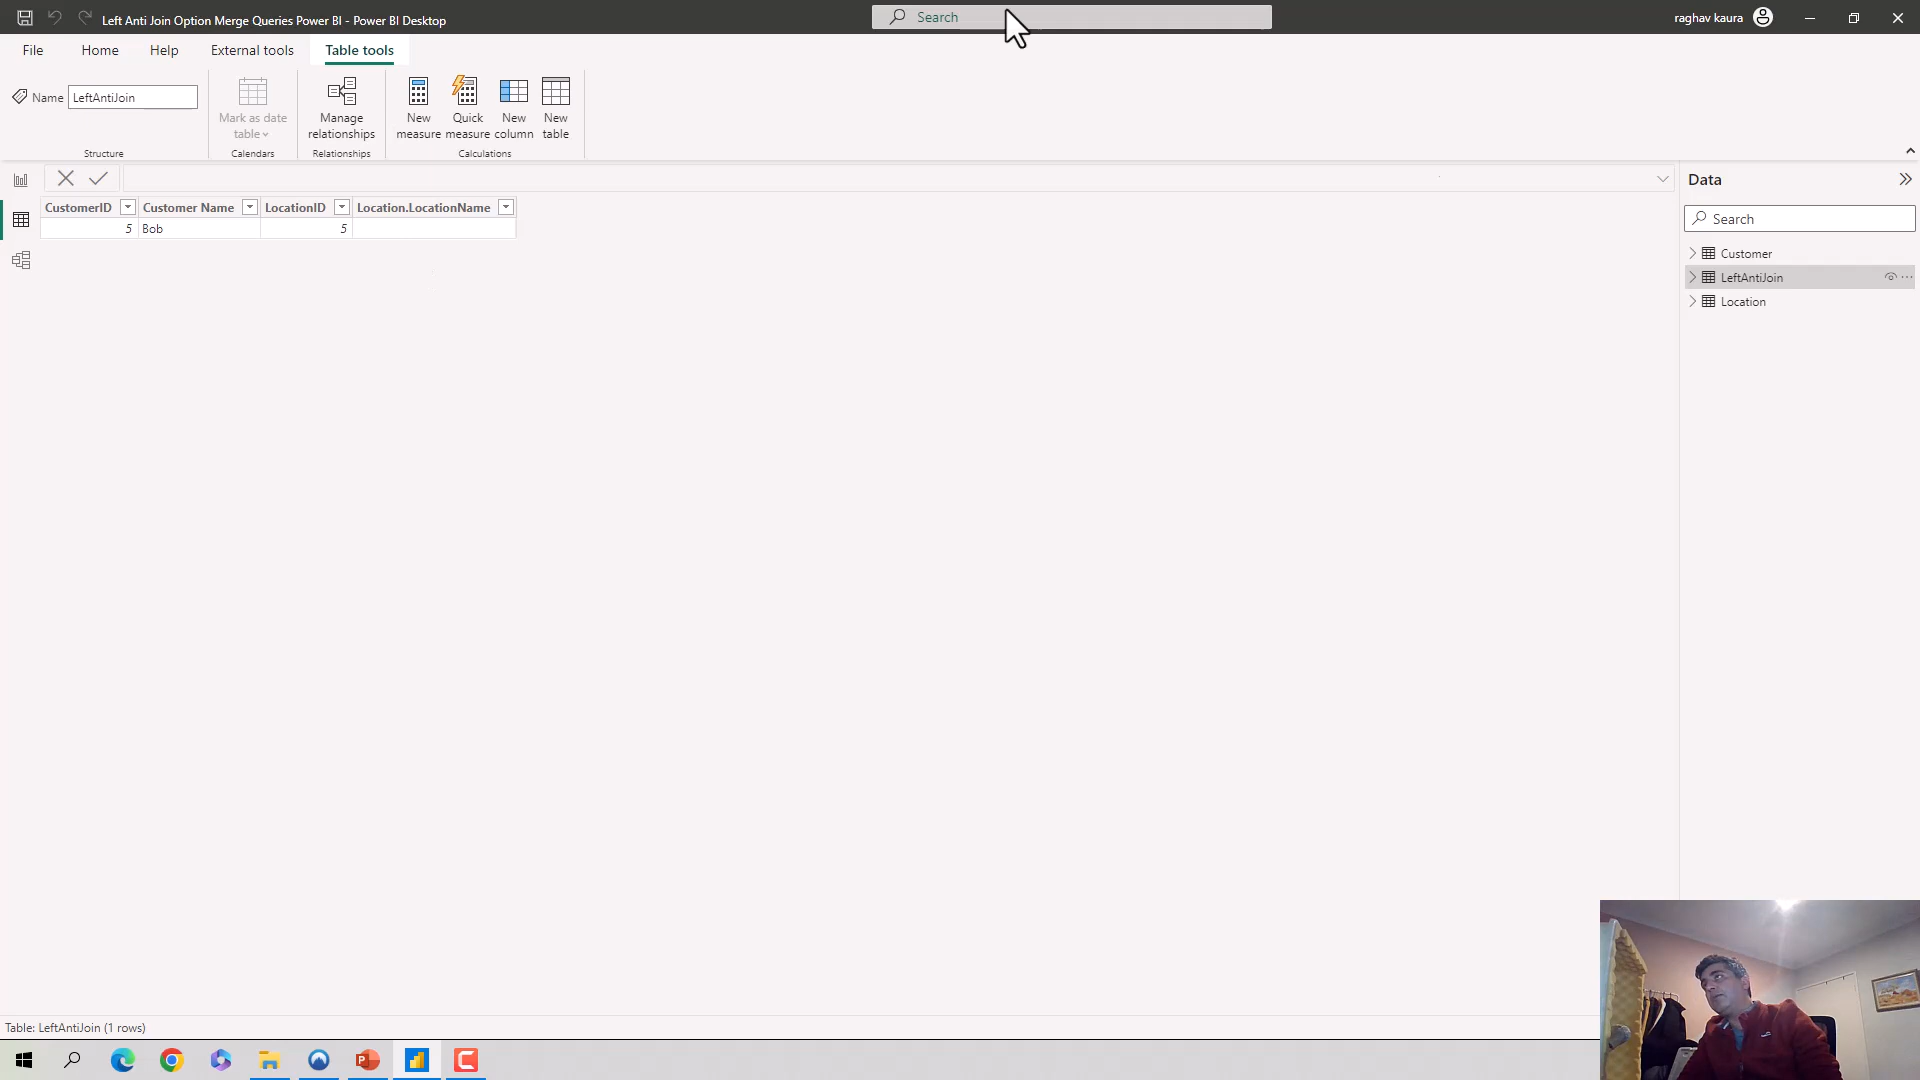 Left Anti Join Option Merge Queries Power BI - Power BI Desktop
Search
raghav kaura
File
Home
Help
External tools
Table tools
Name
LeftAntiJoin
Mark as date
table
Manage
relationships
New
measure
Quick
measure
New
column
New
table
Structure
Calendars
Relationships
Calculations
Data
Search
Customer
LeftAntiJoin
Location
CustomerID
Customer Name
LocationID
Location.LocationName
5
Bob
5
Table: LeftAntiJoin (1 rows)